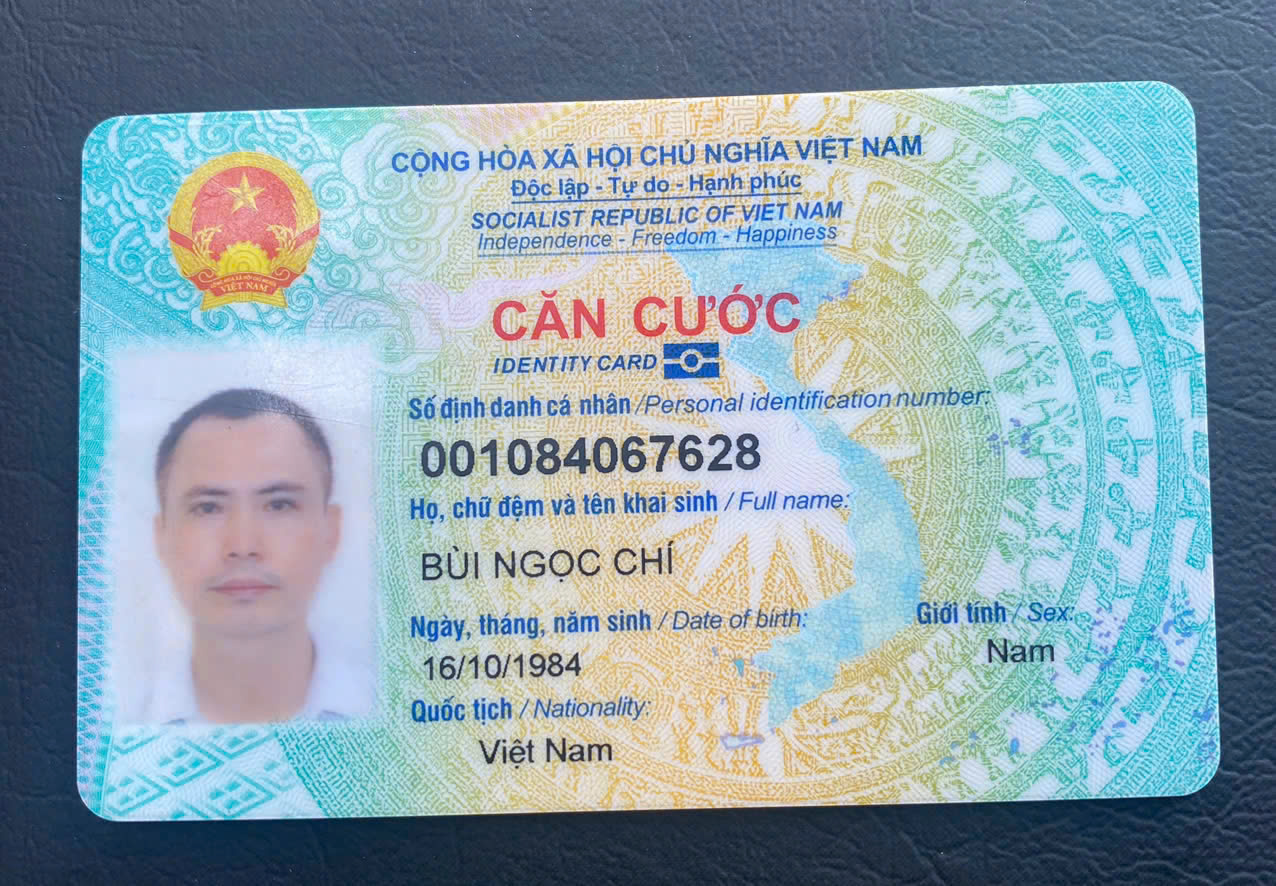 CỘNG HÒA XÃ HỘI CHỦ NGHĨA VIỆT NAM
Độc lập - Tự do - Hạnh phúc
SOCIALIST REPUBLIC OF VIET NAM
Independence - Freedom - Happiness
VIỆT NAM
CĂN CƯỚC
IDENTITY CARD
Số định danh cá nhân /Personal identification number:
001084067628
Họ, chữ đệm và tên khai sinh / Full name:
BÙI NGỌC CHÍ
Ngày, tháng, năm sinh / Date of birth:
16/10/1984
Giới tính / Sex:
Nam
Quốc tịch / Nationality:
Việt Nam